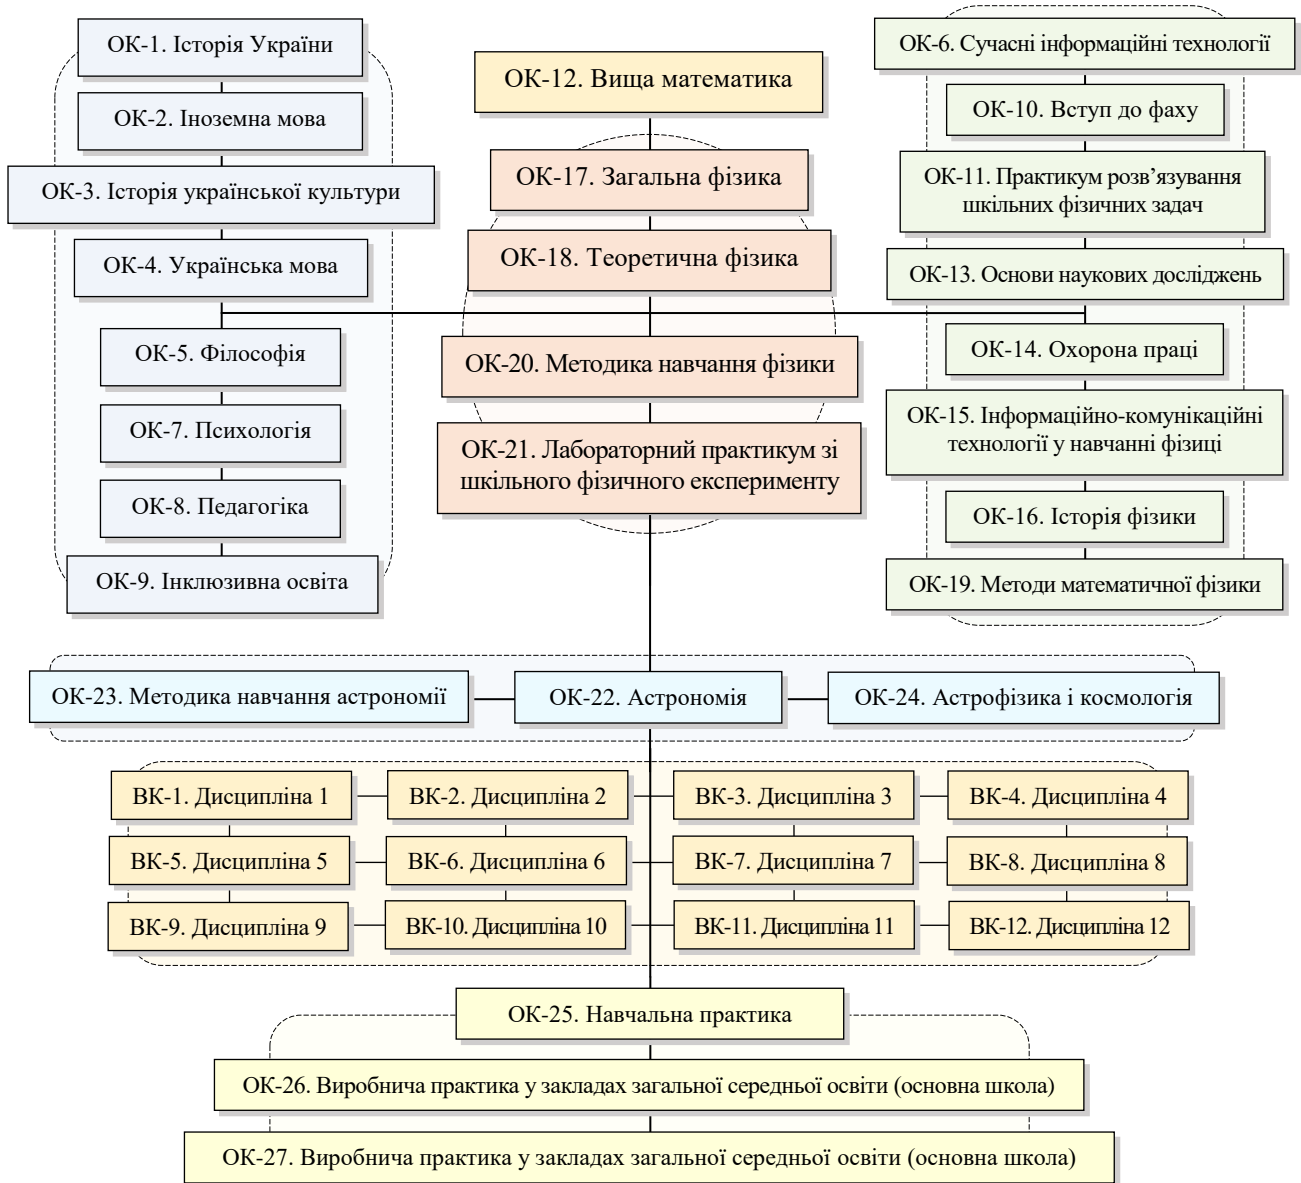 ОК-1. Історія України
ОК-2. Іноземна мова
ОК-3. Історія української культури
ОК-4. Українська мова
ОК-5. Філософія
ОК-7. Психологія
ОК-8. Педагогіка
ОК-9. Інклюзивна освіта
ОК-12. Вища математика
ОК-17. Загальна фізика
ОК-18. Теоретична фізика
ОК-20. Методика навчання фізики
ОК-21. Лабораторний практикум зі
шкільного фізичного експерименту
ОК-6. Сучасні інформаційні технології
ОК-10. Вступ до фаху
ОК-11. Практикум розв’язування
шкільних фізичних задач
ОК-13. Основи наукових досліджень
ОК-14. Охорона праці
ОК-15. Інформаційно-комунікаційні
технології у навчанні фізиці
ОК-16. Історія фізики
ОК-19. Методи математичної фізики
ОК-23. Методика навчання астрономії
ОК-22. Астрономія
ОК-24. Астрофізика і космологія
ВК-1. Дисципліна 1
ВК-2. Дисципліна 2
ВК-3. Дисципліна 3
ВК-4. Дисципліна 4
ВК-5. Дисципліна 5
ВК-6. Дисципліна 6
ВК-7. Дисципліна 7
ВК-8. Дисципліна 8
ВК-9. Дисципліна 9
ВК-10. Дисципліна 10
ВК-11. Дисципліна 11
ВК-12. Дисципліна 12
ОК-25. Навчальна практика
ОК-26. Виробнича практика у закладах загальної середньої освіти (основна школа)
ОК-27. Виробнича практика у закладах загальної середньої освіти (основна школа)